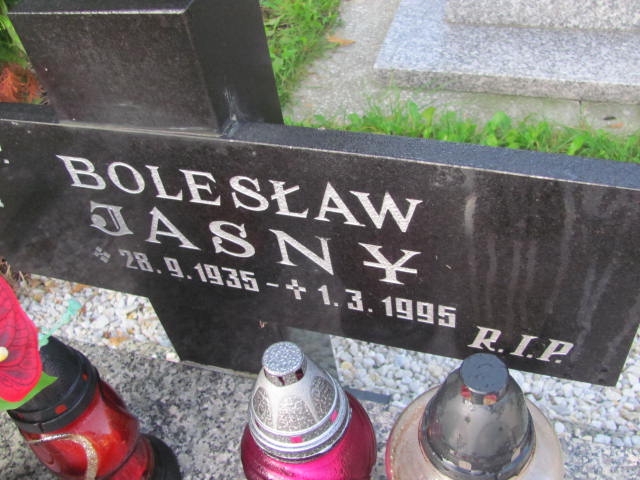 BOLESŁAW
JASNY
* 28.9.1935 - ✝ 1.3.1995
R.I.P.